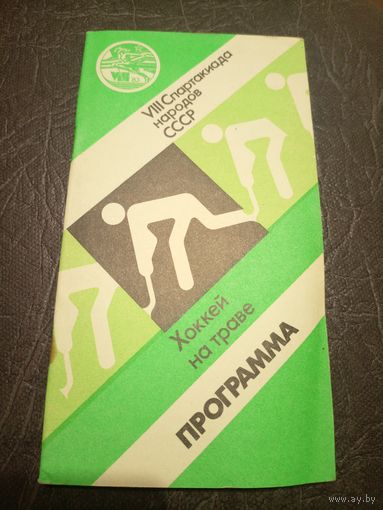 VIII Спартакиада
народов
СССР
Хоккей
на траве
ПРОГРАММА
www.ay.by